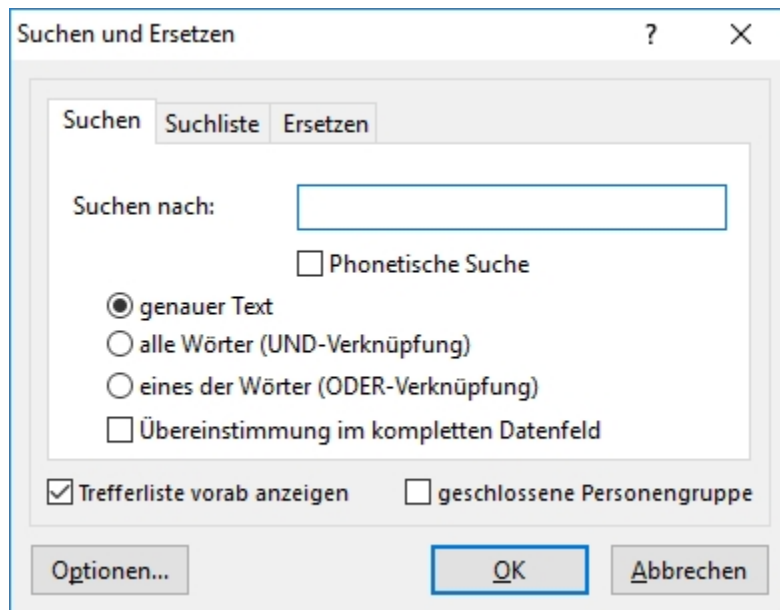 Suchen und Ersetzen ?
Suchen Suchliste Ersetzen
Suchen nach:
Phonetische Suche
genauer Text
alle Wörter (UND-Verknüpfung)
eines der Wörter (ODER-Verknüpfung)
Übereinstimmung im kompletten Datenfeld
Trefferliste vorab anzeigen geschlossene Personengruppe
Optionen... OK Abbrechen